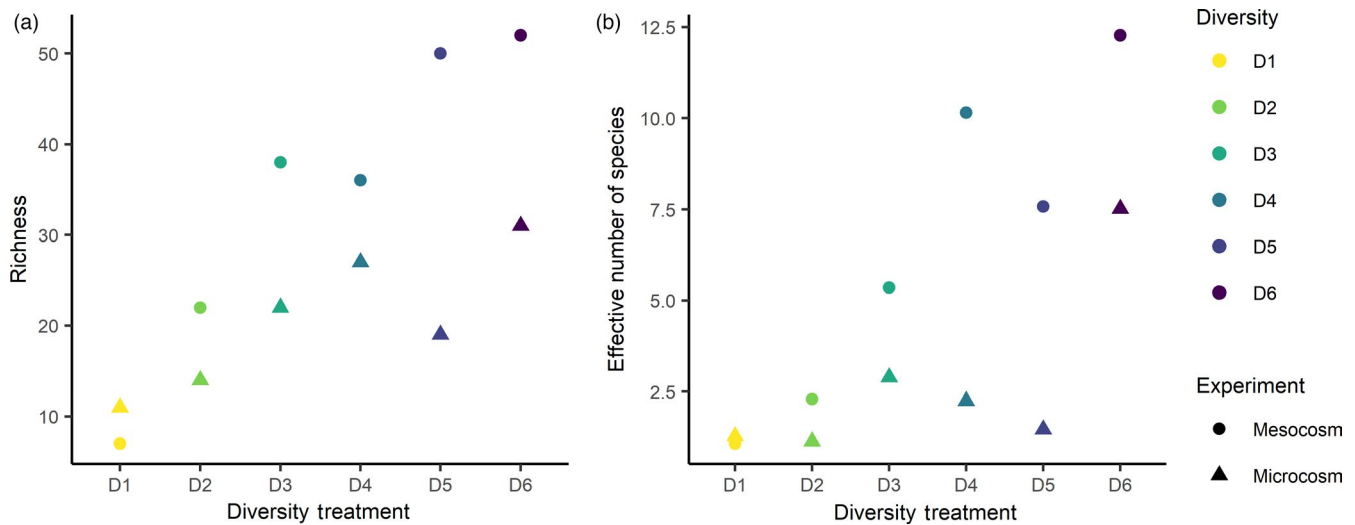 (a)
50
40
30
20
10
Richness
D1 D2 D3 D4 D5 D6
Diversity treatment
(b)
12.5
10.0
7.5
5.0
2.5
Effective number of species
D1 D2 D3 D4 D5 D6
Diversity treatment
Diversity
D1
D2
D3
D4
D5
D6
Experiment
Mesocosm
Microcosm